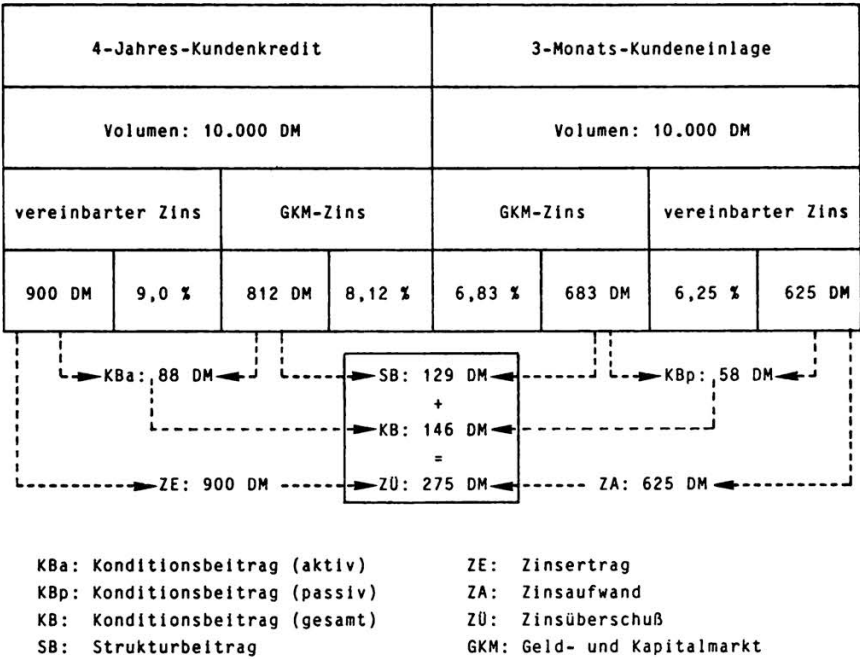 4-Jahres-Kundenkredit 3-Monats-Kundeneinlage
Volumen: 10.000 DM Volumen: 10.000 DM
vereinbarter Zins GKM-Zins GKM-Zins vereinbarter Zins
900 DM 9,0 % 812 DM 8,12 % 6,83 % 683 DM 6,25 % 625 DM
KBa: 88 DM SB: 129 DM KBp: 58 DM
+
KB: 146 DM
=
ZE: 900 DM ZÜ: 275 DM ZA: 625 DM
KBa: Konditionsbeitrag (aktiv) ZE: Zinsertrag
KBp: Konditionsbeitrag (passiv) ZA: Zinsaufwand
KB: Konditionsbeitrag (gesamt) ZÜ: Zinsüberschuß
SB: Strukturbeitrag GKM: Geld- und Kapitalmarkt